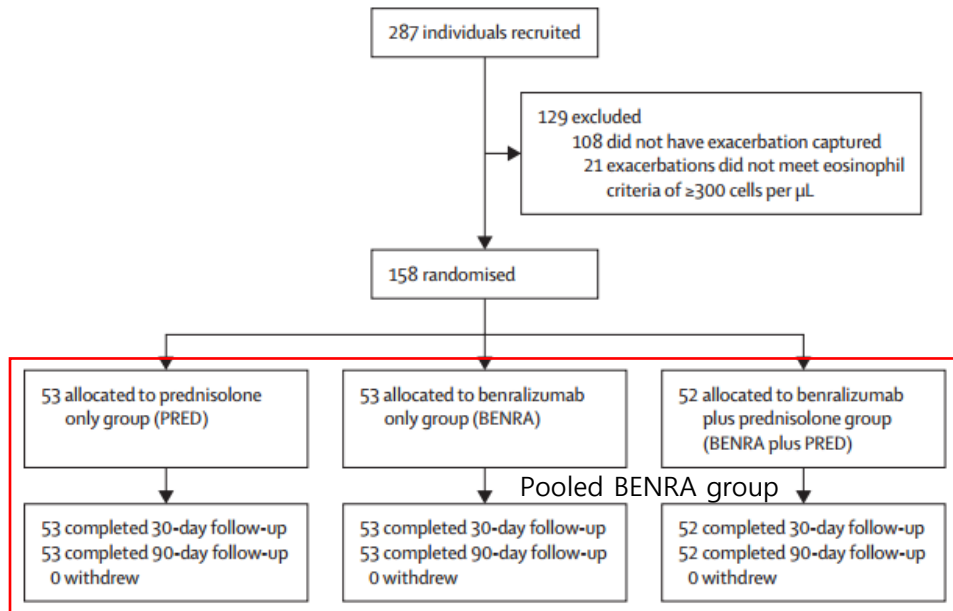 287 individuals recruited
129 excluded
108 did not have exacerbation captured
21 exacerbations did not meet eosinophil
criteria of ≥300 cells per μL
158 randomised
53 allocated to prednisolone
only group (PRED)
53 allocated to benralizumab
only group (BENRA)
52 allocated to benralizumab
plus prednisolone group
(BENRA plus PRED)
Pooled BENRA group
53 completed 30-day follow-up
53 completed 90-day follow-up
0 withdrew
53 completed 30-day follow-up
53 completed 90-day follow-up
0 withdrew
52 completed 30-day follow-up
52 completed 90-day follow-up
0 withdrew